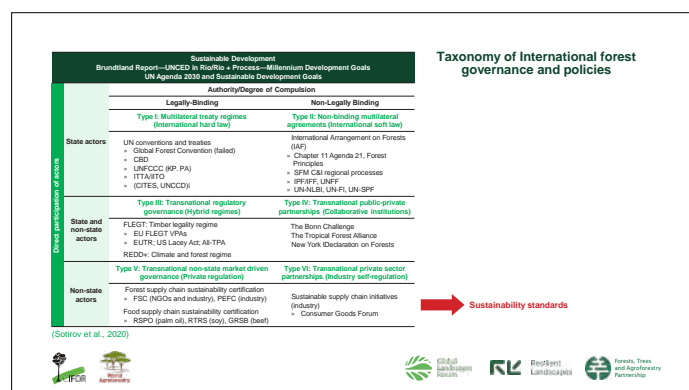 Taxonomy of International forest
governance and policies
Sustainable Development
Brundtland Report—UNCED in Rio/Rio + Process—Millennium Development Goals
UN Agenda 2030 and Sustainable Development Goals
Authority/Degree of Compulsion
Legally-Binding
Non-Legally Binding
Direct participation of actors
State actors
Type I: Multilateral treaty regimes
(International hard law)
UN conventions and treaties
» Global Forest Convention (failed)
» CBD
» UNFCCC (KP. PA)
» ITTA/IITO
» (CITES, UNCCD)i
Type II: Non-binding multilateral
agreements (International soft law)
International Arrangement on Forests
(IAF)
» Chapter 11 Agenda 21, Forest
Principles
» SFM C&I regional processes
» IPF/IFF, UNFF
» UN-NLBI, UN-FI, UN-SPF
State and
non-state
actors
Type III: Transnational regulatory
governance (Hybrid regimes)
FLEGT: Timber legality regime
» EU FLEGT VPAs
» EUTR; US Lacey Act; All-TPA
REDD+: Climate and forest regime
Type IV: Transnational public-private
partnerships (Collaborative institutions)
The Bonn Challenge
The Tropical Forest Alliance
New York IDeclaration on Forests
Non-state
actors
Type V: Transnational non-state market driven
governance (Private regulation)
Forest supply chain sustainability certification
» FSC (NGOs and industry), PEFC (industry)
Food supply chain sustainability certification
» RSPO (palm oil), RTRS (soy), GRSB (beef)
Type VI: Transnational private sector
partnerships (Industry self-regulation)
Sustainable supply chain initiatives
(industry)
» Consumer Goods Forum
Sustainability standards
(Sotirov et al., 2020)
CIFOR
World
Agroforestry
Global
Landscapes
Forum
Resilient
Landscapes
Forests, Trees
and Agroforestry
Partnership